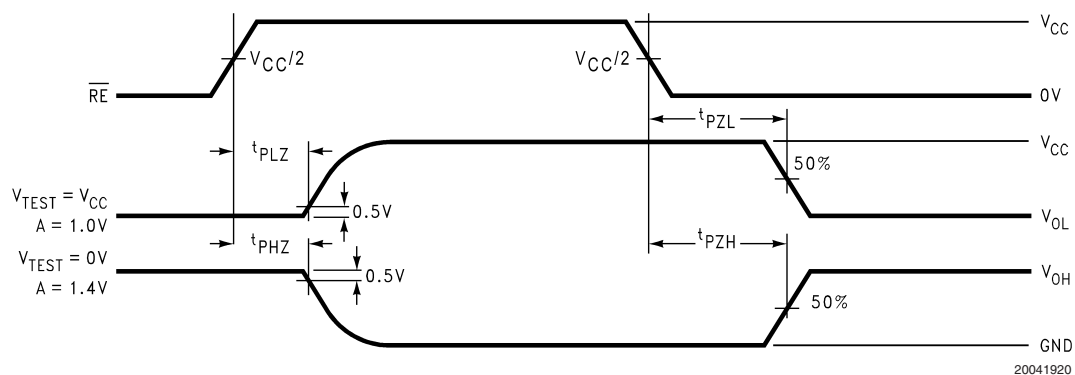 V_CC
V_CC/2
V_CC/2
R̅E̅
0V
t_PZL
V_CC
t_PLZ
50%
V_TEST = V_CC
A = 1.0V
0.5V
V_OL
t_PHZ
t_PZH
V_TEST = 0V
A = 1.4V
0.5V
V_OH
50%
GND
20041920